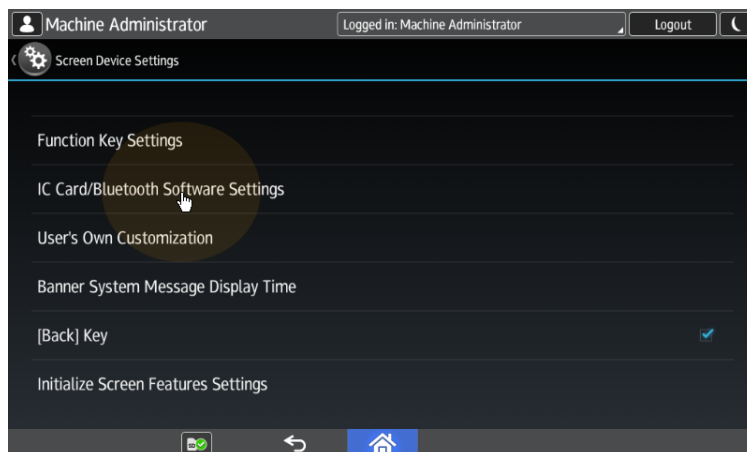 Machine Administrator
Logged in: Machine Administrator
Logout
Screen Device Settings
Function Key Settings
IC Card/Bluetooth Software Settings
User's Own Customization
Banner System Message Display Time
[Back] Key
Initialize Screen Features Settings
SD